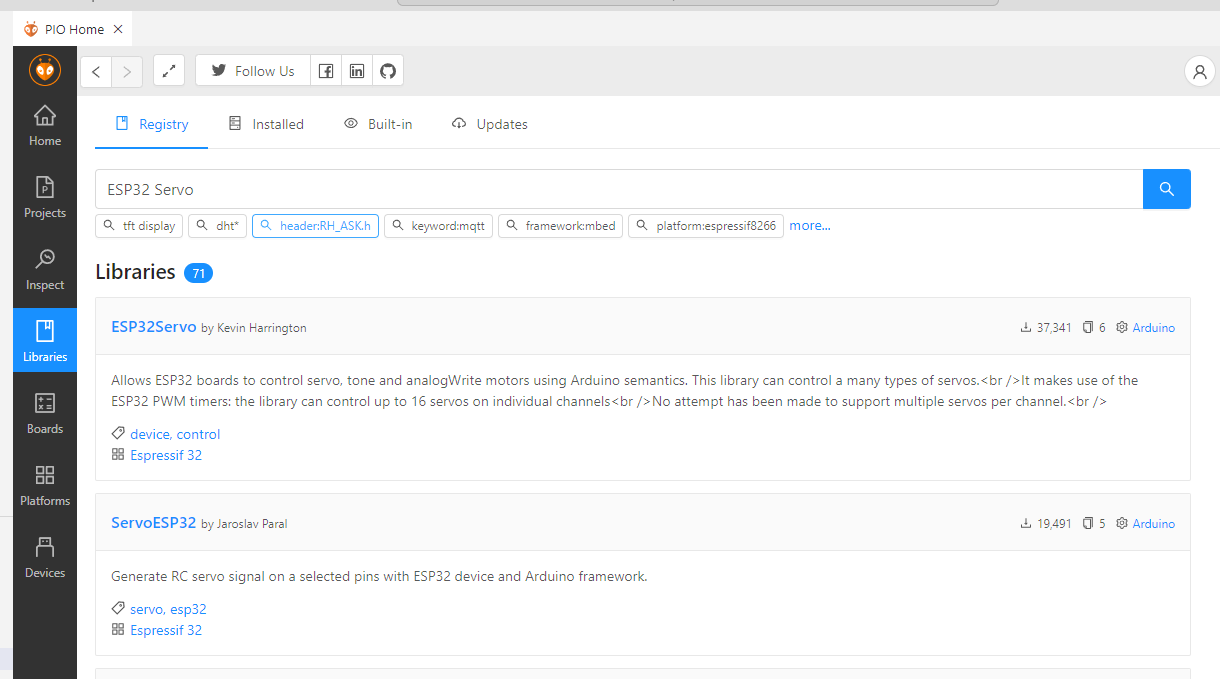 PIO Home
Follow Us
Home
Projects
Inspect
Libraries
Boards
Platforms
Devices
Registry Installed Built-in Updates
ESP32 Servo
tft display dht* header:RH_ASK.h keyword:mqtt framework:mbed platform:espressif8266 more...
Libraries 71
ESP32Servo by Kevin Harrington 37,341 6 Arduino
Allows ESP32 boards to control servo, tone and analogWrite motors using Arduino semantics. This library can control a many types of servos.<br />It makes use of the
ESP32 PWM timers: the library can control up to 16 servos on individual channels<br />No attempt has been made to support multiple servos per channel.<br />
device, control
Espressif 32
ServoESP32 by Jaroslav Paral 19,491 5 Arduino
Generate RC servo signal on a selected pins with ESP32 device and Arduino framework.
servo, esp32
Espressif 32